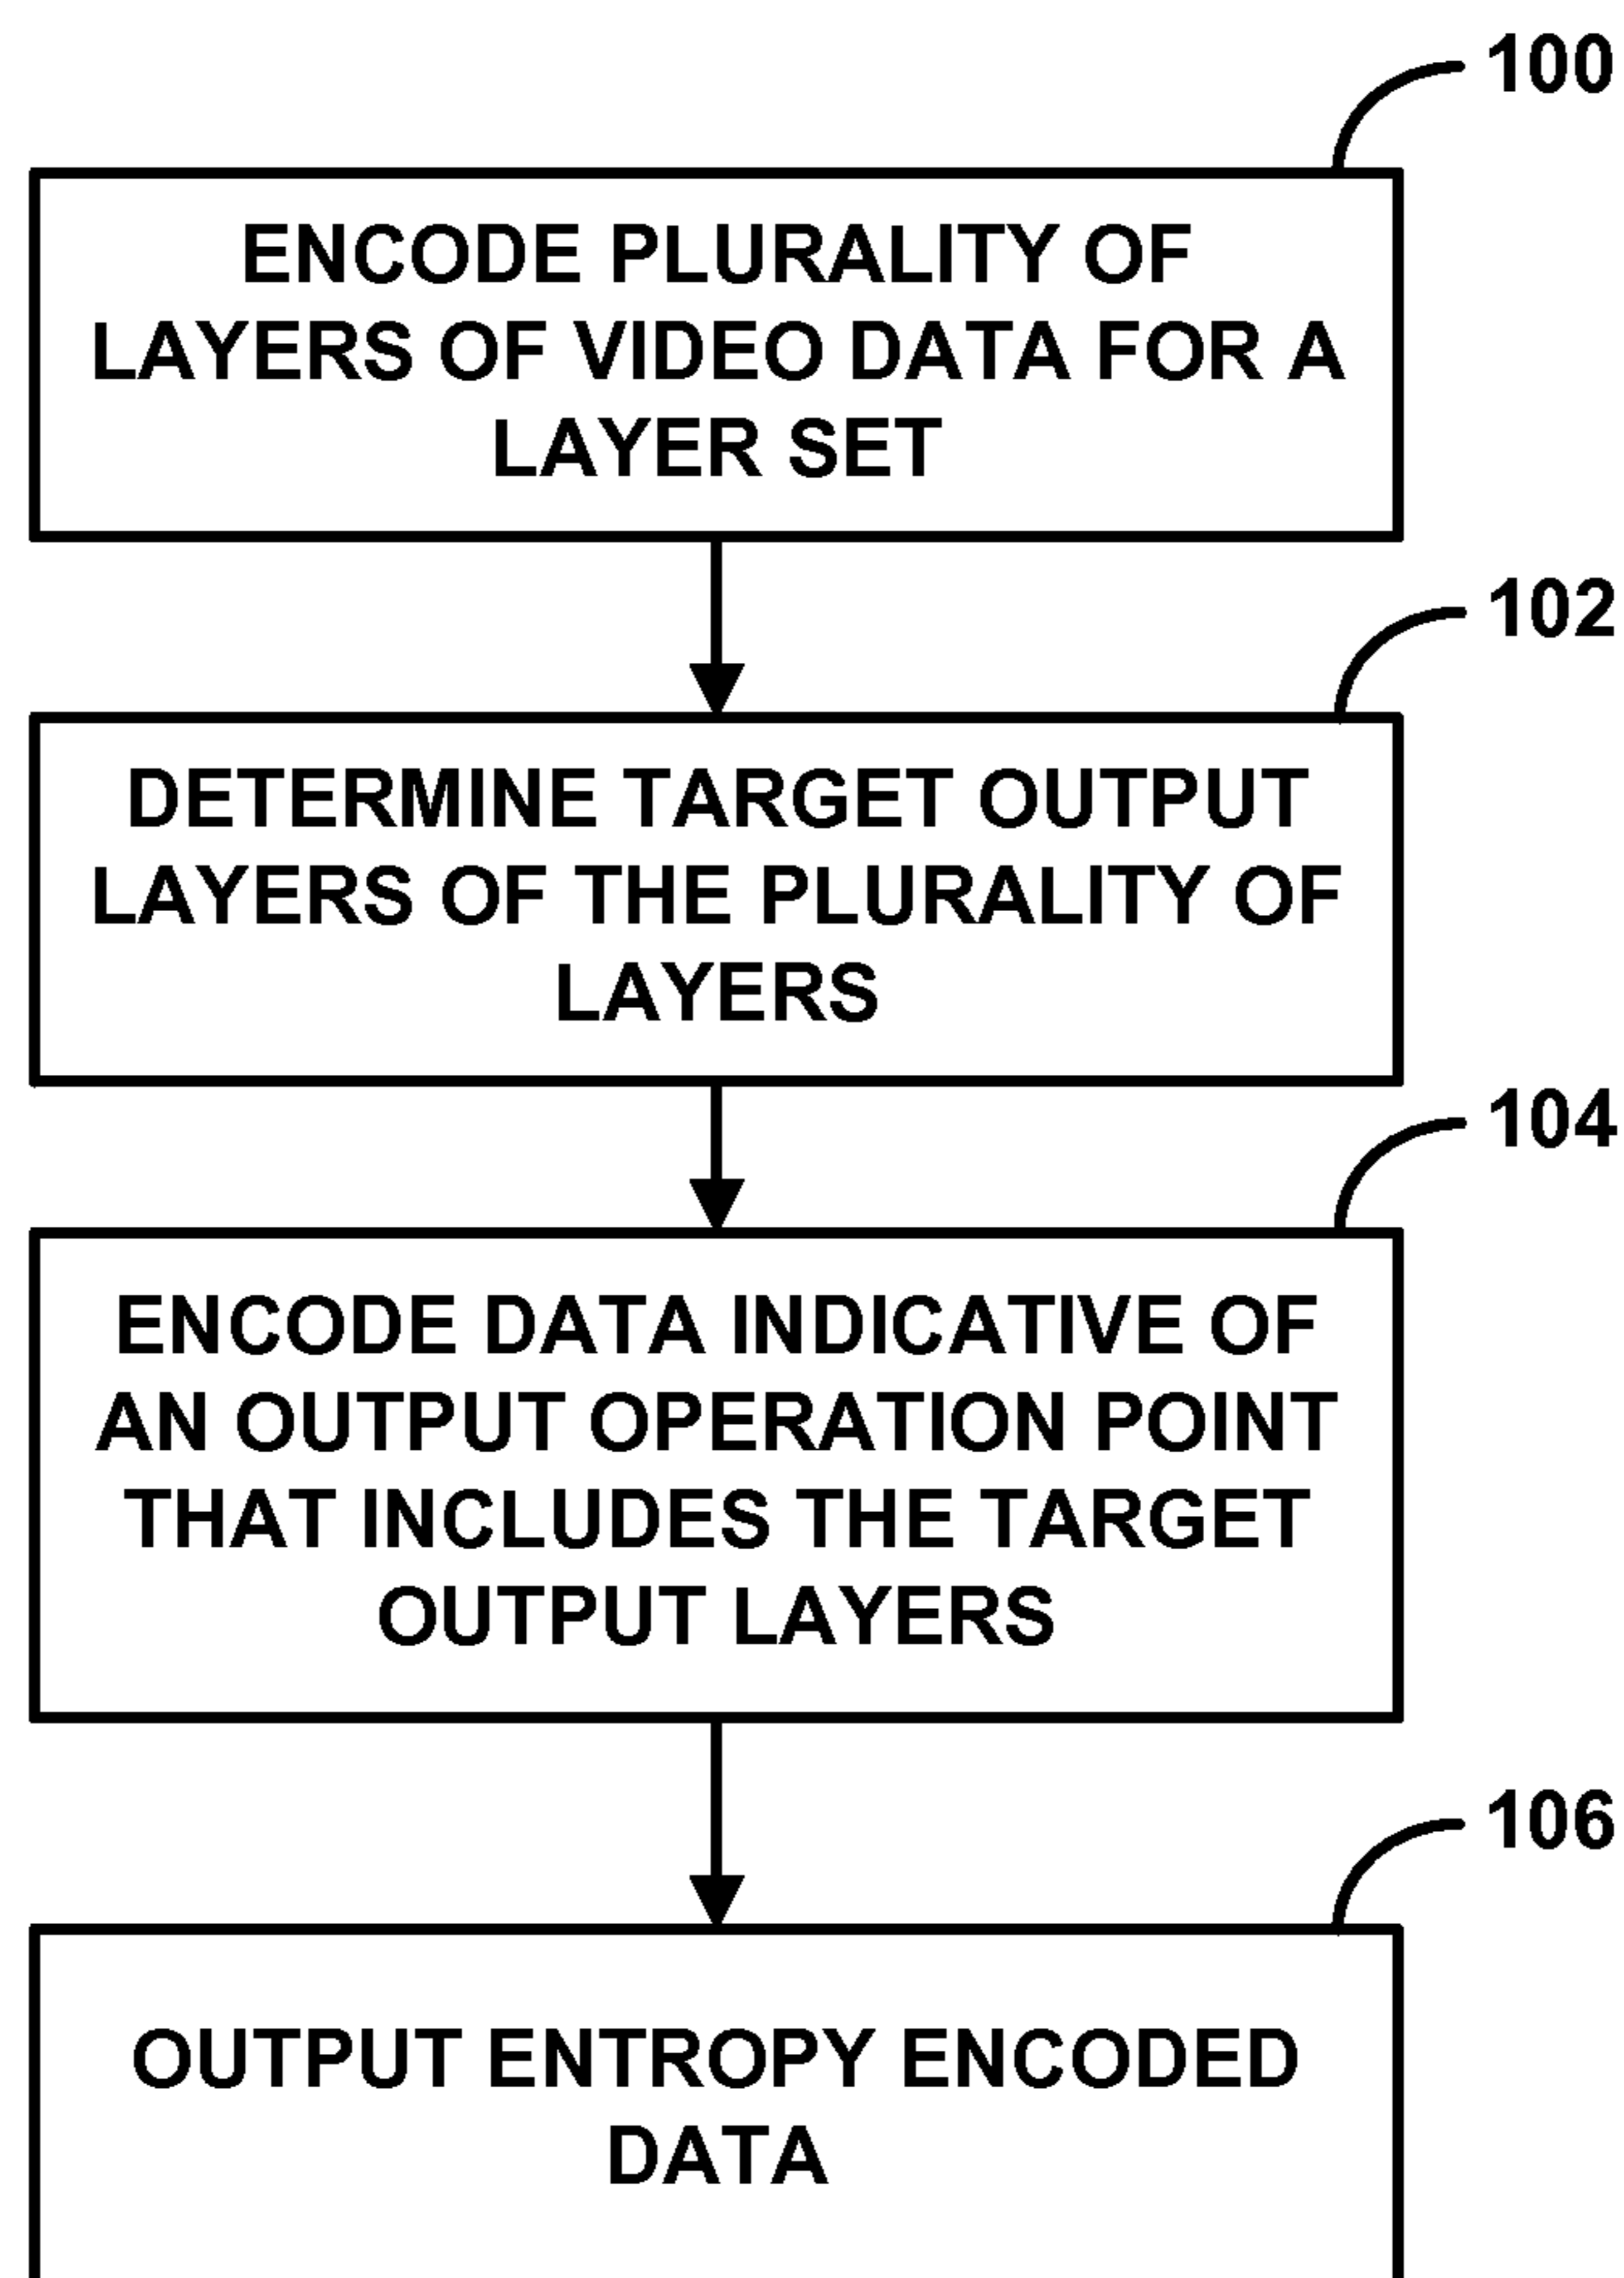 100
ENCODE PLURALITY OF
LAYERS OF VIDEO DATA FOR A
LAYER SET
102
DETERMINE TARGET OUTPUT
LAYERS OF THE PLURALITY OF
LAYERS
104
ENCODE DATA INDICATIVE OF
AN OUTPUT OPERATION POINT
THAT INCLUDES THE TARGET
OUTPUT LAYERS
106
OUTPUT ENTROPY ENCODED
DATA